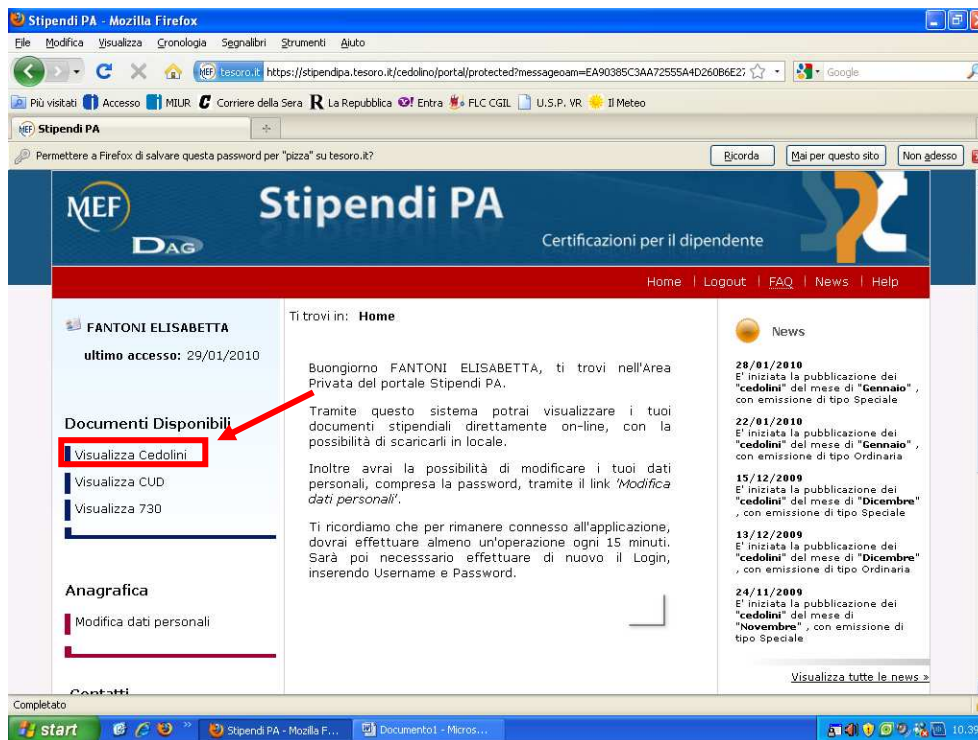 Stipendi PA - Mozilla Firefox
File Modifica Visualizza Cronologia Segnalibri Strumenti Aiuto
MEF tesoro.it https://stipendipa.tesoro.it/cedolino/portal/protected?messageoam=EA90385C3AA72555A4D260B6E27 Google
Più visitati Accesso MIUR Corriere della Sera La Repubblica Entra FLC CGIL U.S.P. VR Il Meteo
MEF Stipendi PA
Permettere a Firefox di salvare questa password per "pizza" su tesoro.it? Ricorda Mai per questo sito Non adesso
MEF
DAG
Stipendi PA
Certificazioni per il dipendente
Home | Logout | FAQ | News | Help
FANTONI ELISABETTA
ultimo accesso: 29/01/2010
Documenti Disponibili
Visualizza Cedolini
Visualizza CUD
Visualizza 730
Anagrafica
Modifica dati personali
Contatti
Ti trovi in: Home
Buongiorno FANTONI ELISABETTA, ti trovi nell'Area
Privata del portale Stipendi PA.
Tramite questo sistema potrai visualizzare i tuoi
documenti stipendiali direttamente on-line, con la
possibilità di scaricarli in locale.
Inoltre avrai la possibilità di modificare i tuoi dati
personali, compresa la password, tramite il link 'Modifica
dati personali'.
Ti ricordiamo che per rimanere connesso all'applicazione,
dovrai effettuare almeno un'operazione ogni 15 minuti.
Sarà poi necesssario effettuare di nuovo il Login,
inserendo Username e Password.
News
28/01/2010
E' iniziata la pubblicazione dei
"cedolini" del mese di "Gennaio" ,
con emissione di tipo Speciale
22/01/2010
E' iniziata la pubblicazione dei
"cedolini" del mese di "Gennaio" ,
con emissione di tipo Ordinaria
15/12/2009
E' iniziata la pubblicazione dei
"cedolini" del mese di "Dicembre"
, con emissione di tipo Speciale
13/12/2009
E' iniziata la pubblicazione dei
"cedolini" del mese di "Dicembre"
, con emissione di tipo Ordinaria
24/11/2009
E' iniziata la pubblicazione dei
"cedolini" del mese di
"Novembre" , con emissione di
tipo Speciale
Visualizza tutte le news »
Completato
start Stipendi PA - Mozilla F... Documento1 - Micros...